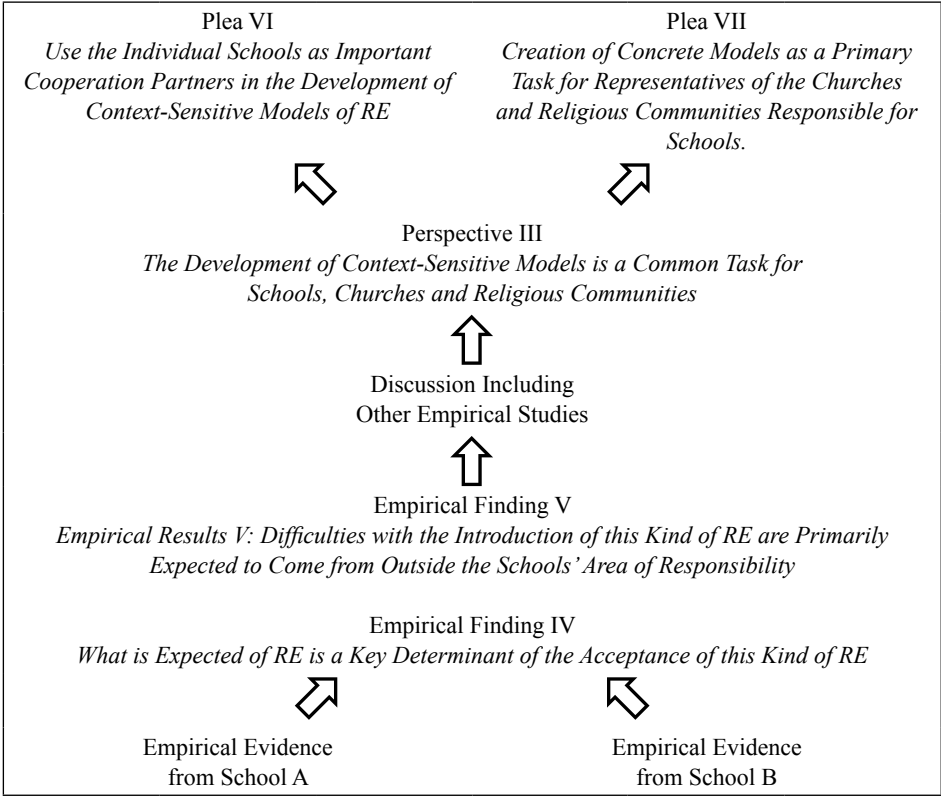 Plea VI
Use the Individual Schools as Important
Cooperation Partners in the Development of
Context-Sensitive Models of RE
Plea VII
Creation of Concrete Models as a Primary
Task for Representatives of the Churches
and Religious Communities Responsible for
Schools.
Perspective III
The Development of Context-Sensitive Models is a Common Task for
Schools, Churches and Religious Communities
Discussion Including
Other Empirical Studies
Empirical Finding V
Empirical Results V: Difficulties with the Introduction of this Kind of RE are Primarily
Expected to Come from Outside the Schools' Area of Responsibility
Empirical Finding IV
What is Expected of RE is a Key Determinant of the Acceptance of this Kind of RE
Empirical Evidence
from School A
Empirical Evidence
from School B